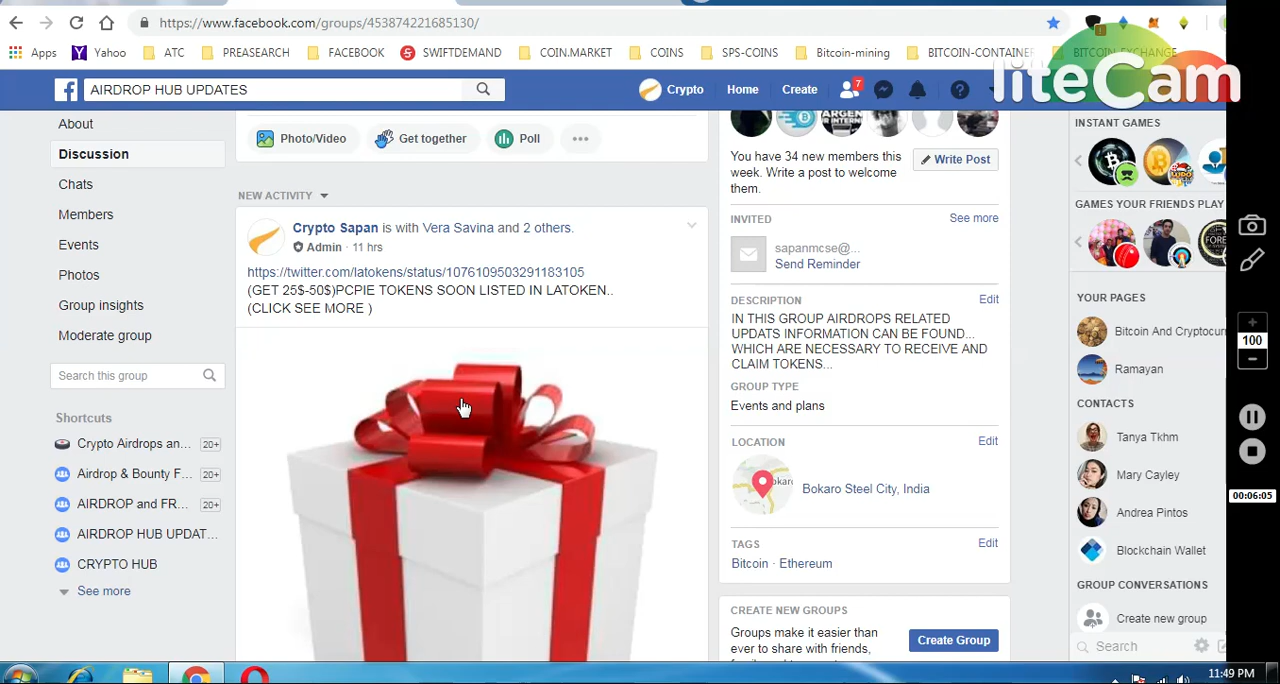 https://www.facebook.com/groups/453874221685130/
Apps
Yahoo
ATC
PREASEARCH
FACEBOOK
SWIFTDEMAND
COIN.MARKET
COINS
SPS-COINS
Bitcoin-mining
BITCOIN-CONTAINER
BITCOIN-EXCHANGE
liteCam
AIRDROP HUB UPDATES
Crypto
Home
Create
7
About
Discussion
Chats
Members
Events
Photos
Group insights
Moderate group
Search this group
Shortcuts
Crypto Airdrops an... 20+
Airdrop & Bounty F... 20+
AIRDROP and FR... 20+
AIRDROP HUB UPDAT...
CRYPTO HUB
See more
Photo/Video
Get together
Poll
NEW ACTIVITY
Crypto Sapan is with Vera Savina and 2 others.
Admin · 11 hrs
https://twitter.com/latokens/status/1076109503291183105
(GET 25$-50$)PCPIE TOKENS SOON LISTED IN LATOKEN..
(CLICK SEE MORE )
You have 34 new members this
week. Write a post to welcome
them.
Write Post
INVITED
See more
sapanmcse@...
Send Reminder
DESCRIPTION
Edit
IN THIS GROUP AIRDROPS RELATED
UPDATS INFORMATION CAN BE FOUND...
WHICH ARE NECESSARY TO RECEIVE AND
CLAIM TOKENS...
GROUP TYPE
Events and plans
LOCATION
Edit
Bokaro Steel City, India
TAGS
Edit
Bitcoin · Ethereum
CREATE NEW GROUPS
Groups make it easier than
Create Group
INSTANT GAMES
GAMES YOUR FRIENDS PLAY
YOUR PAGES
Bitcoin And Cryptocurr
Ramayan
CONTACTS
Tanya Tkhm
Mary Cayley
Andrea Pintos
Blockchain Wallet
GROUP CONVERSATIONS
Create new group
Search
100
00:06:05
11:49 PM